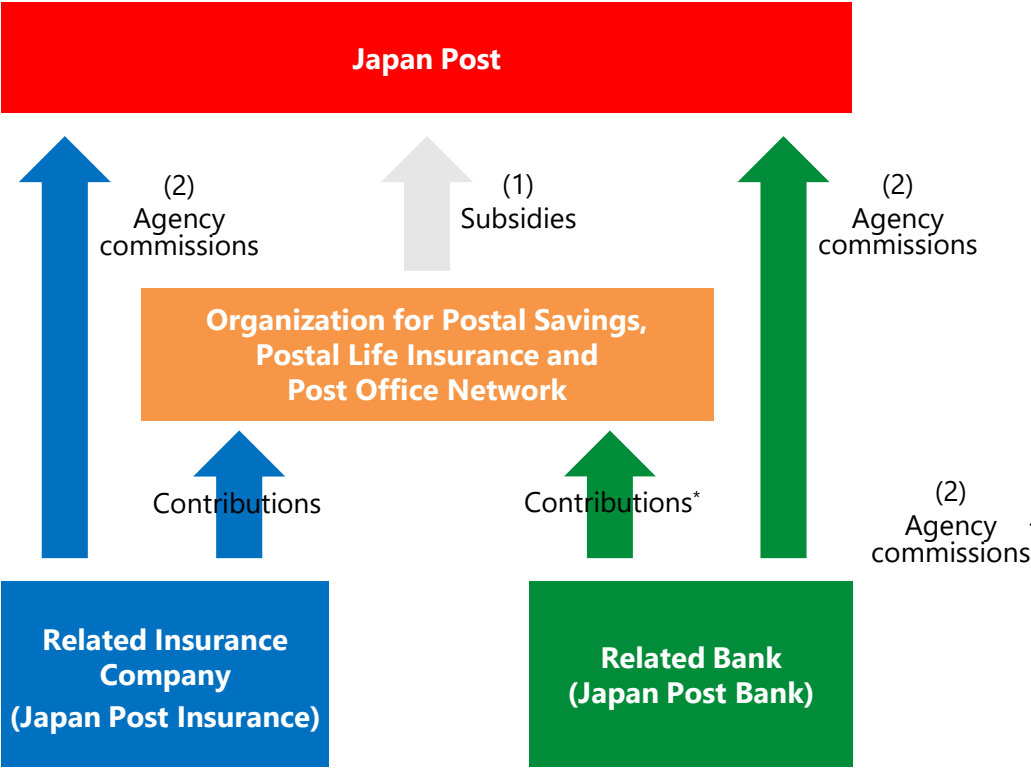 Japan Post
(2)
Agency
commissions
(1)
Subsidies
(2)
Agency
commissions
Organization for Postal Savings,
Postal Life Insurance and
Post Office Network
Contributions
Contributions*
(2)
Agency
commissions
Related Insurance
Company
(Japan Post Insurance)
Related Bank
(Japan Post Bank)